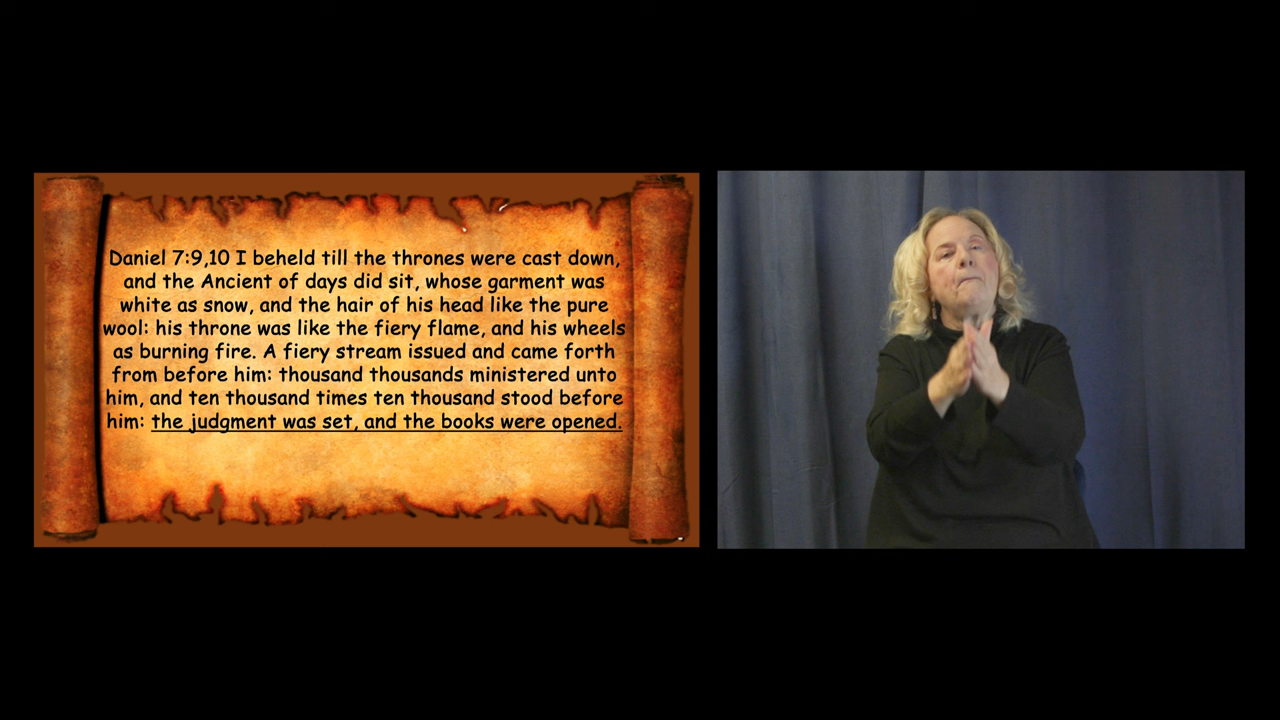 Daniel 7:9,10 I beheld till the thrones were cast down,
and the Ancient of days did sit, whose garment was
white as snow, and the hair of his head like the pure
wool: his throne was like the fiery flame, and his wheels
as burning fire. A fiery stream issued and came forth
from before him: thousand thousands ministered unto
him, and ten thousand times ten thousand stood before
him: the judgment was set, and the books were opened.